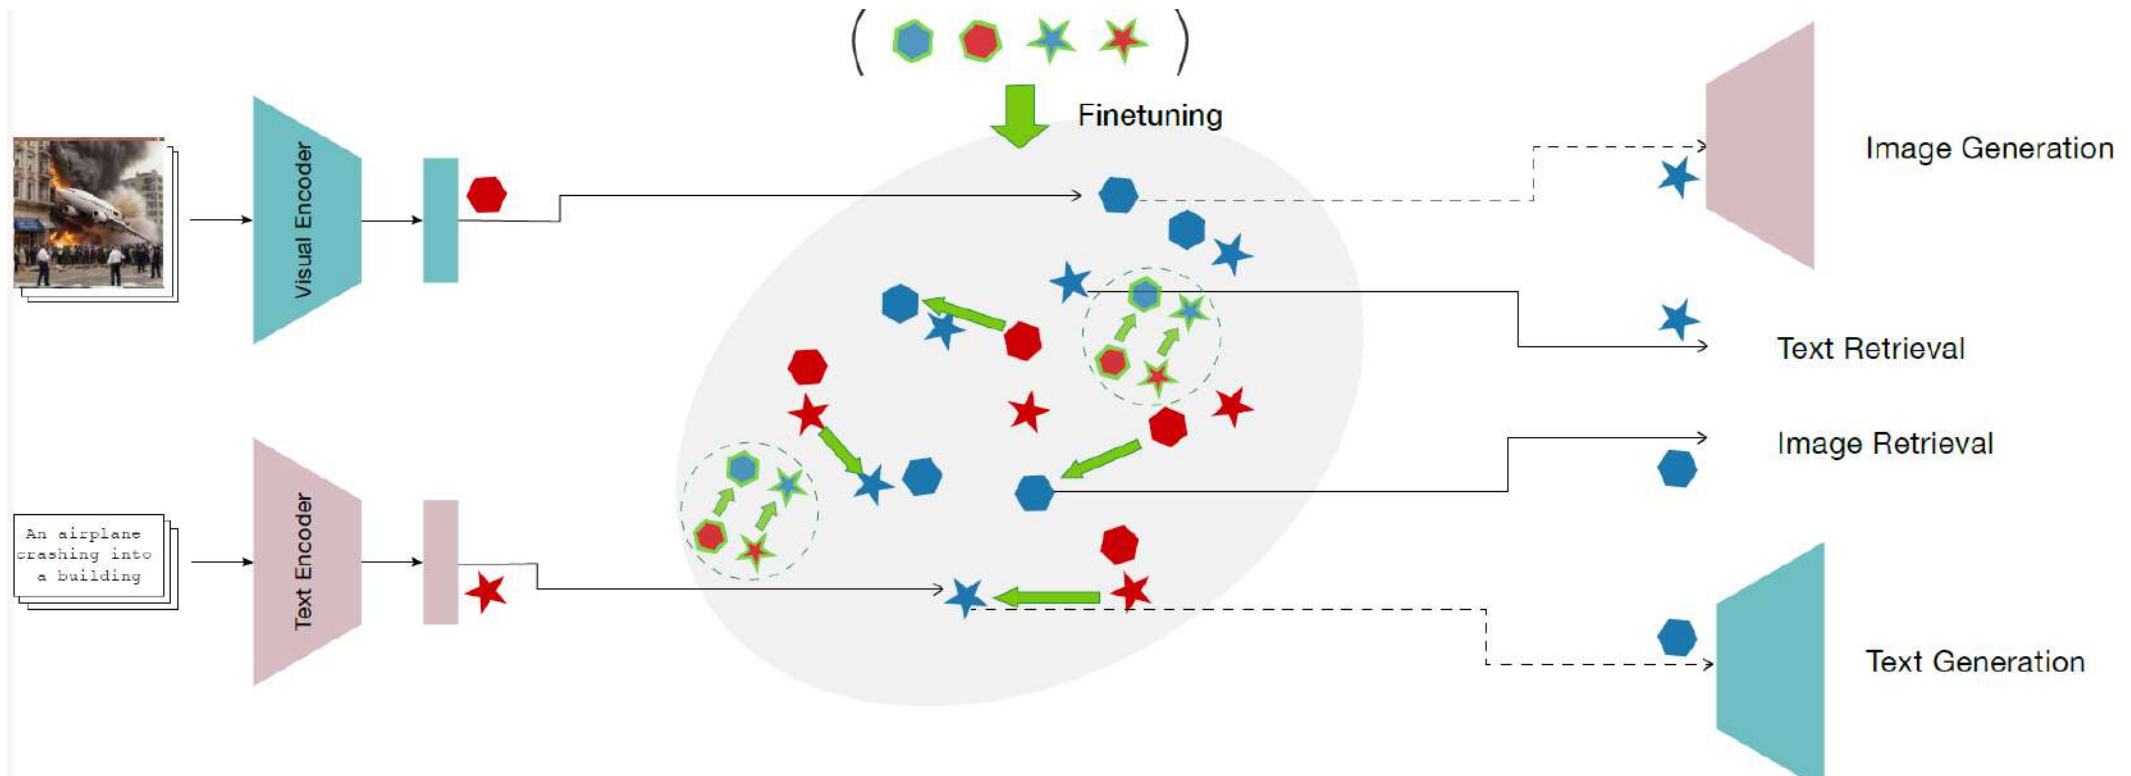 Finetuning
Visual Encoder
Image Generation
Text Retrieval
Image Retrieval
An airplane
crashing into
a building
Text Encoder
Text Generation